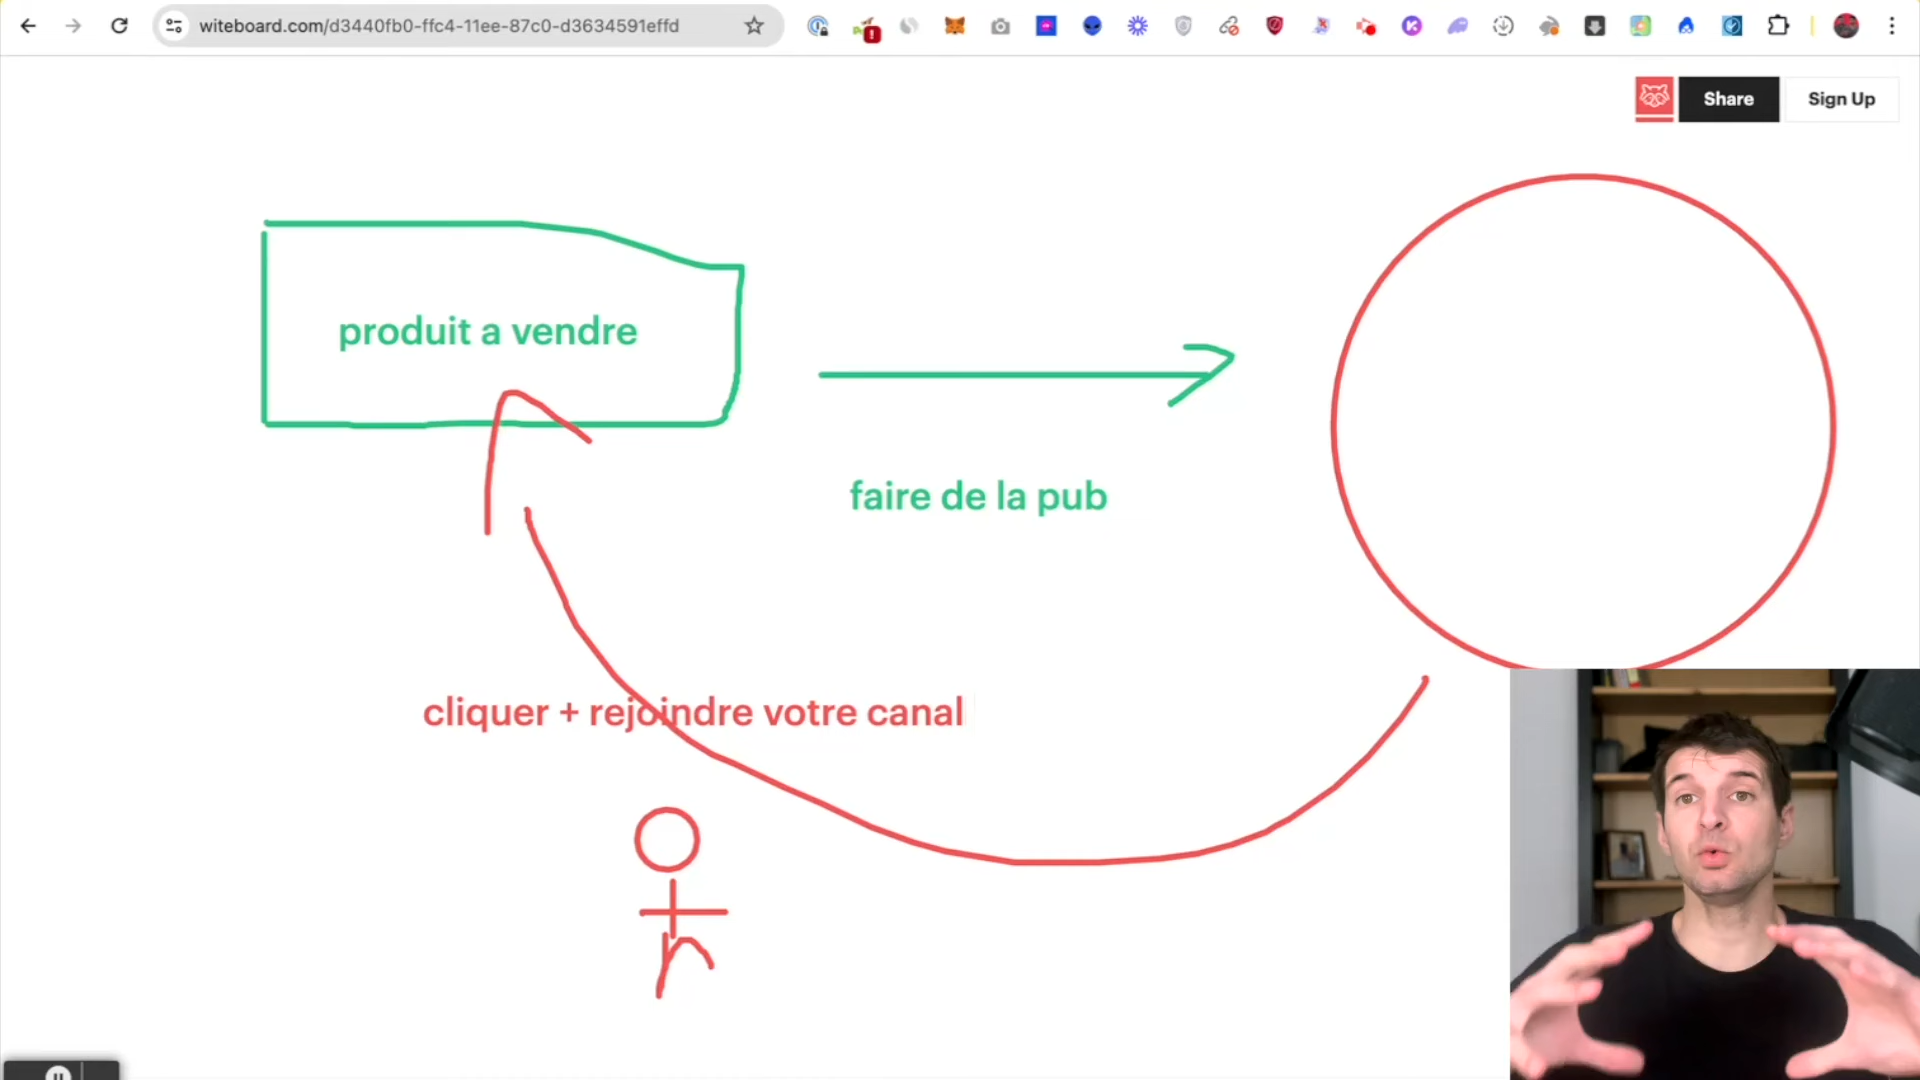 witeboard.com/d3440fb0-ffc4-11ee-87c0-d3634591effd
Share
Sign Up
produit a vendre
faire de la pub
cliquer + rejoindre votre canal